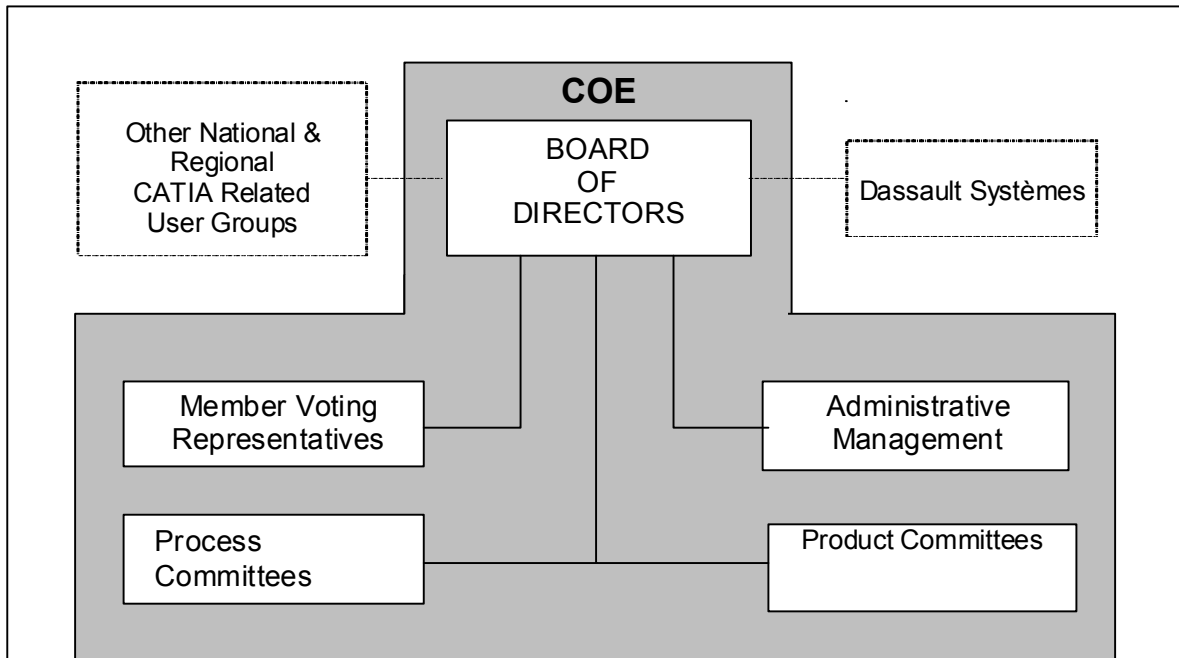 COE
Other National &
Regional
CATIA Related
User Groups
BOARD
OF
DIRECTORS
Dassault Systèmes
Member Voting
Representatives
Administrative
Management
Process
Committees
Product Committees